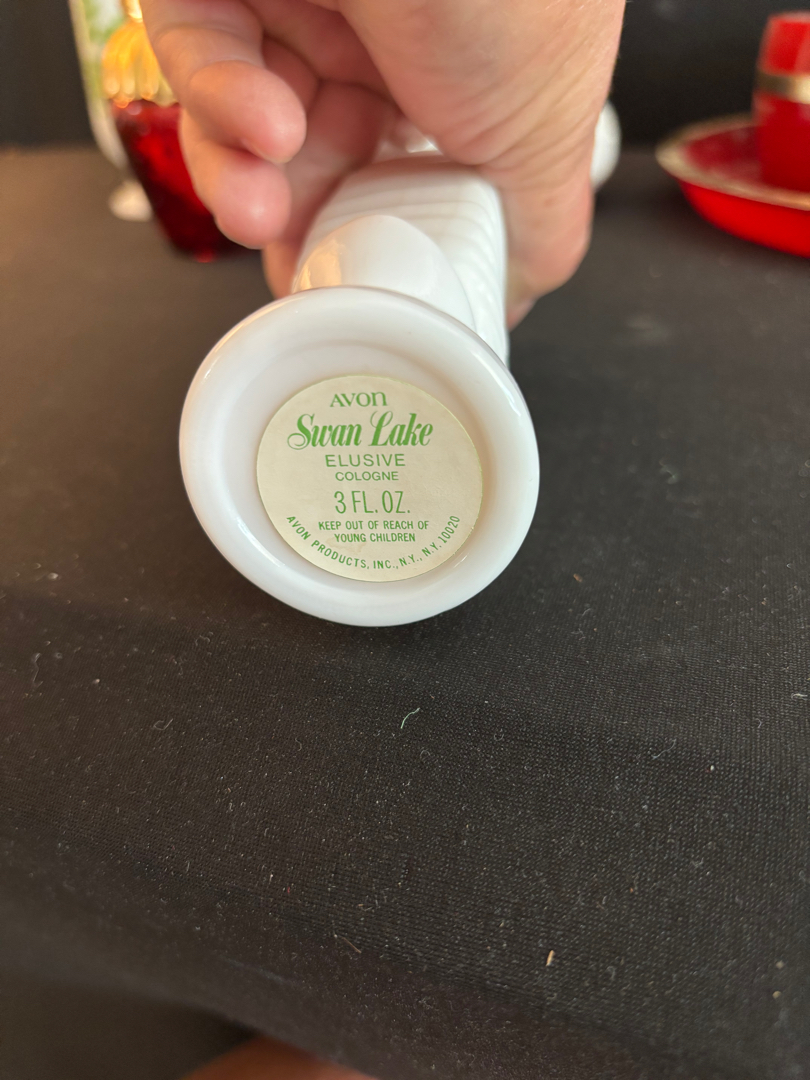 AVON
Swan Lake
ELUSIVE
COLOGNE
3 FL. OZ.
KEEP OUT OF REACH OF
YOUNG CHILDREN
AVON PRODUCTS, INC., N.Y., N.Y. 10020